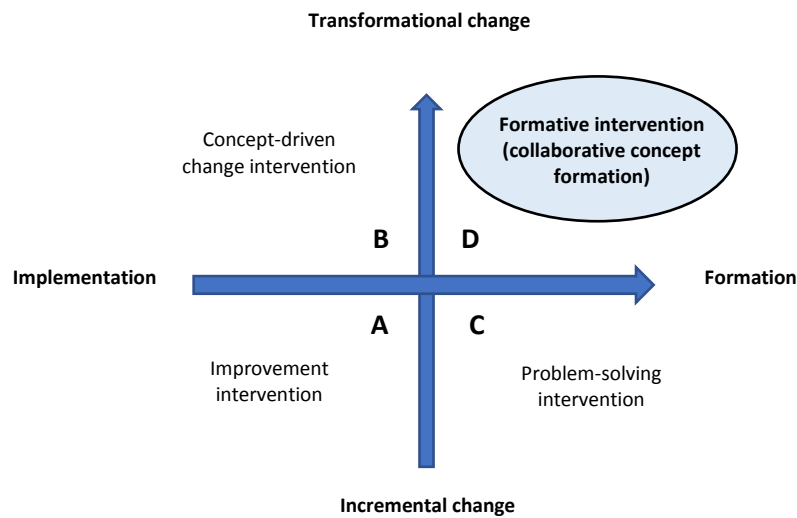 Transformational change
Formative intervention
(collaborative concept
formation)
Concept-driven
change intervention
B
D
Implementation
Formation
A
C
Improvement
intervention
Problem-solving
intervention
Incremental change